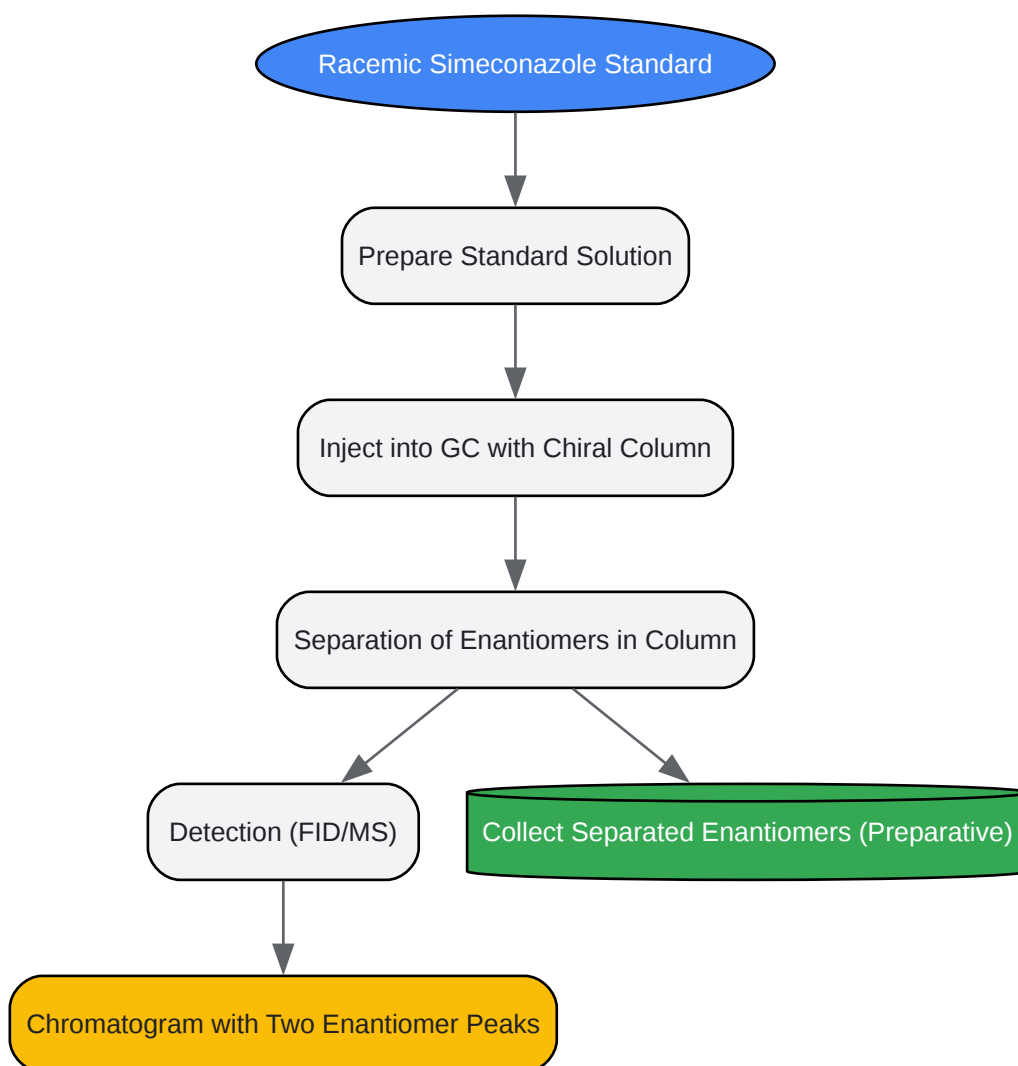 Racemic Simeconazole Standard
Prepare Standard Solution
Inject into GC with Chiral Column
Separation of Enantiomers in Column
Detection (FID/MS)
Collect Separated Enantiomers (Preparative)
Chromatogram with Two Enantiomer Peaks